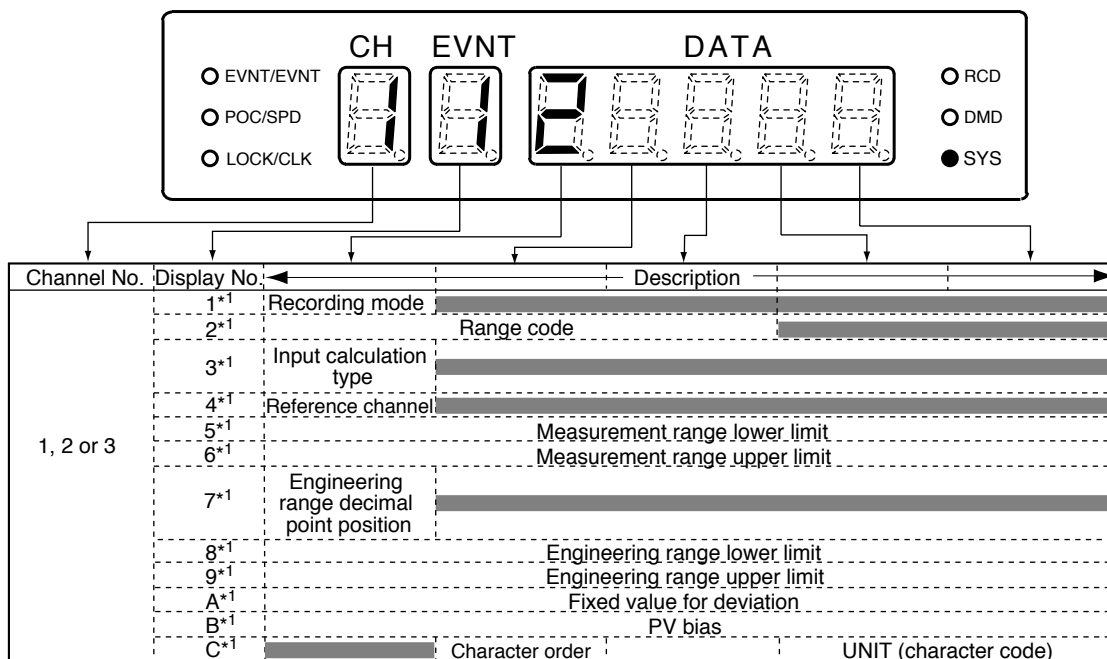 CH EVNT DATA
EVNT/EVNT
POC/SPD
LOCK/CLK
1 1 2
RCD
DMD
SYS
Channel No. Display No. Description
1, 2 or 3
1*1 Recording mode
2*1 Range code
3*1 Input calculation
type
4*1 Reference channel
5*1 Measurement range lower limit
6*1 Measurement range upper limit
7*1 Engineering
range decimal
point position
8*1 Engineering range lower limit
9*1 Engineering range upper limit
A*1 Fixed value for deviation
B*1 PV bias
C*1 Character order UNIT (character code)